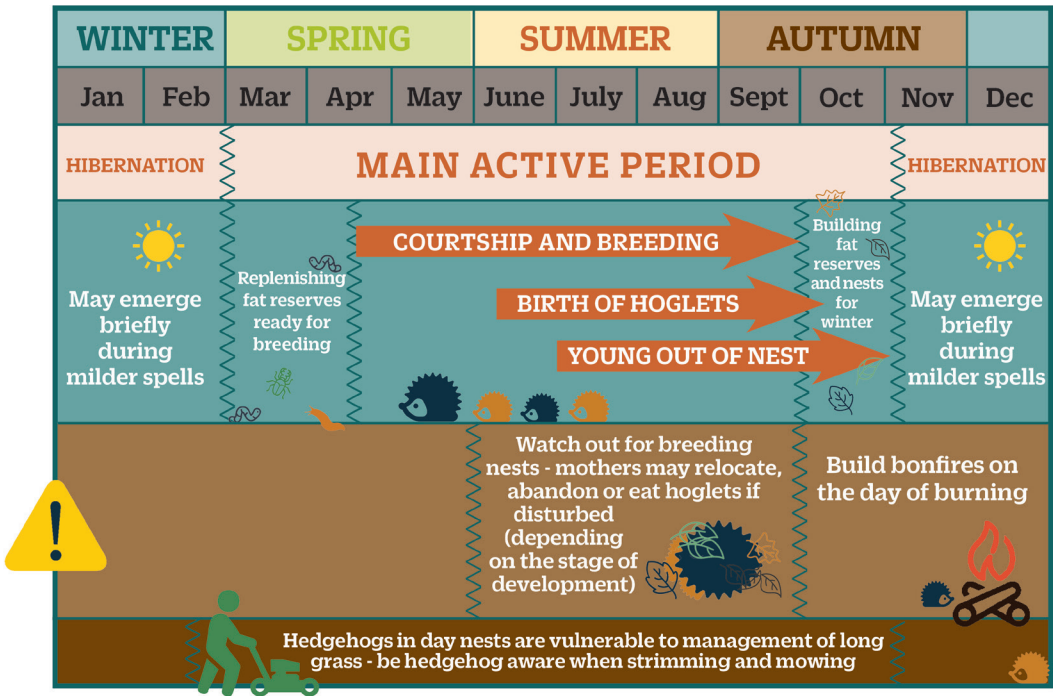 WINTER SPRING SUMMER AUTUMN
Jan Feb Mar Apr May June July Aug Sept Oct Nov Dec
HIBERNATION
MAIN ACTIVE PERIOD
HIBERNATION
May emerge
briefly
during
milder spells
Replenishing
fat reserves
ready for
breeding
COURTSHIP AND BREEDING
BIRTH OF HOGLETS
YOUNG OUT OF NEST
Building
fat
reserves
and nests
for
winter
May emerge
briefly
during
milder spells
!
Watch out for breeding
nests - mothers may relocate,
abandon or eat hoglets if
disturbed
(depending
on the stage of
development)
Build bonfires on
the day of burning
Hedgehogs in day nests are vulnerable to management of long
grass - be hedgehog aware when strimming and mowing